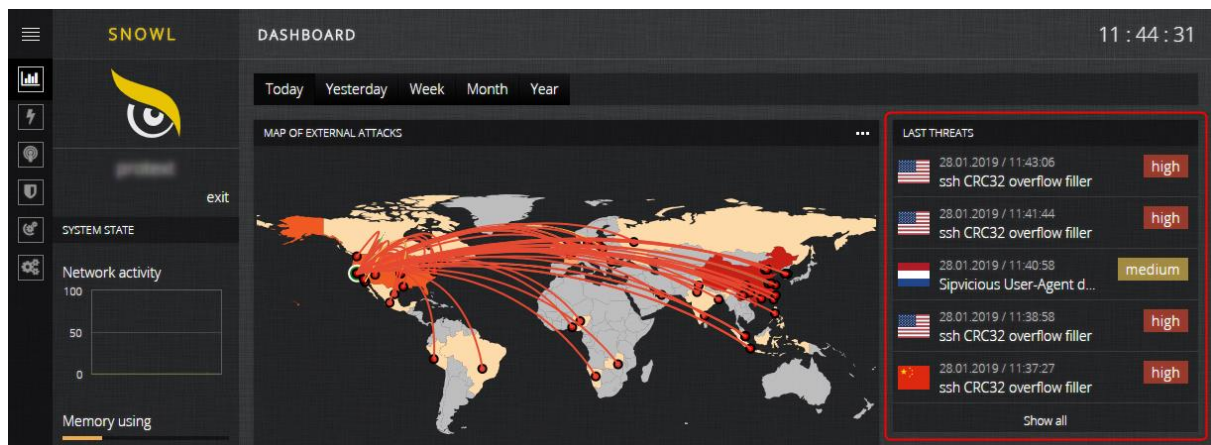 SNOWL
DASHBOARD
11 : 44 : 31
Today Yesterday Week Month Year
exit
SYSTEM STATE
Network activity
100
50
0
Memory using
MAP OF EXTERNAL ATTACKS
LAST THREATS
28.01.2019 / 11:43:06
ssh CRC32 overflow filler
high
28.01.2019 / 11:41:44
ssh CRC32 overflow filler
high
28.01.2019 / 11:40:58
Sipvicious User-Agent d...
medium
28.01.2019 / 11:38:58
ssh CRC32 overflow filler
high
28.01.2019 / 11:37:27
ssh CRC32 overflow filler
high
Show all